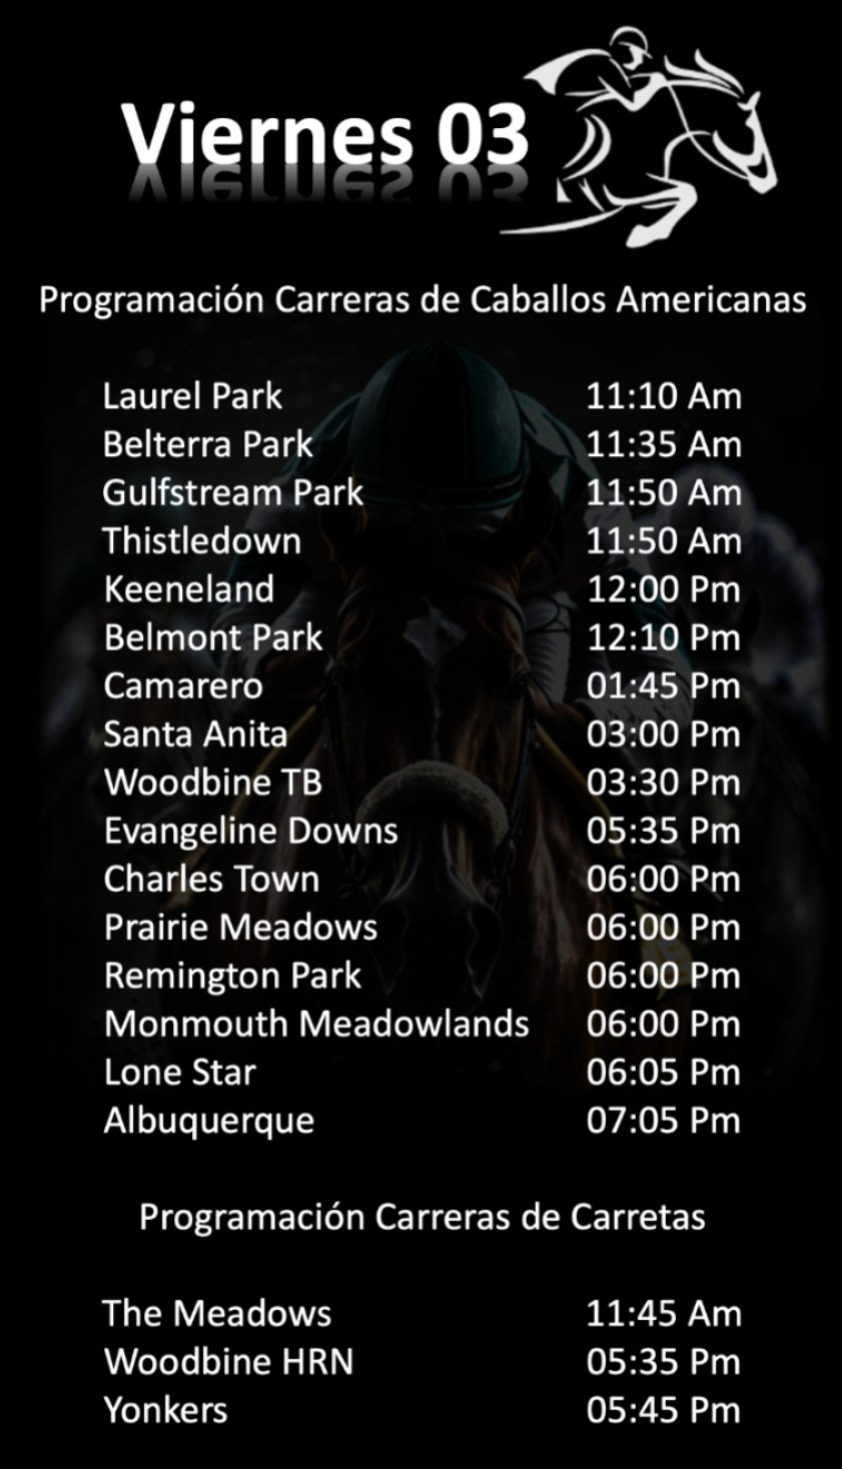 Viernes 03
Programación Carreras de Caballos Americanas
Laurel Park 11:10 Am
Belterra Park 11:35 Am
Gulfstream Park 11:50 Am
Thistledown 11:50 Am
Keeneland 12:00 Pm
Belmont Park 12:10 Pm
Camarero 01:45 Pm
Santa Anita 03:00 Pm
Woodbine TB 03:30 Pm
Evangeline Downs 05:35 Pm
Charles Town 06:00 Pm
Prairie Meadows 06:00 Pm
Remington Park 06:00 Pm
Monmouth Meadowlands 06:00 Pm
Lone Star 06:05 Pm
Albuquerque 07:05 Pm
Programación Carreras de Carretas
The Meadows 11:45 Am
Woodbine HRN 05:35 Pm
Yonkers 05:45 Pm